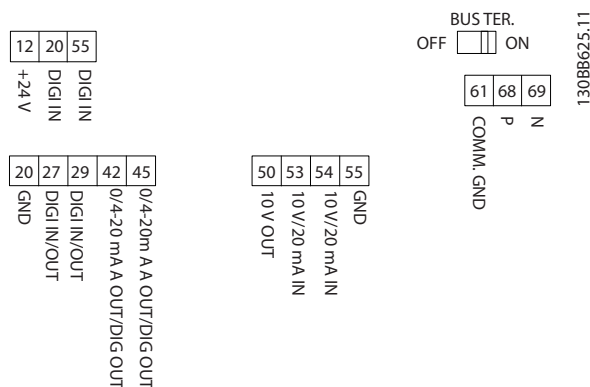 BUS TER.
OFF ON
130BB625.11
12 20 55
+24 V
DIGI IN
DIGI IN
61 68 69
COMM. GND
P
N
20 27 29 42 45
GND
DIGI IN/OUT
DIGI IN/OUT
0/4-20 mA A OUT/DIG OUT
0/4-20m A A OUT/DIG OUT
50 53 54 55
10 V OUT
10 V/20 mA IN
10 V/20 mA IN
GND